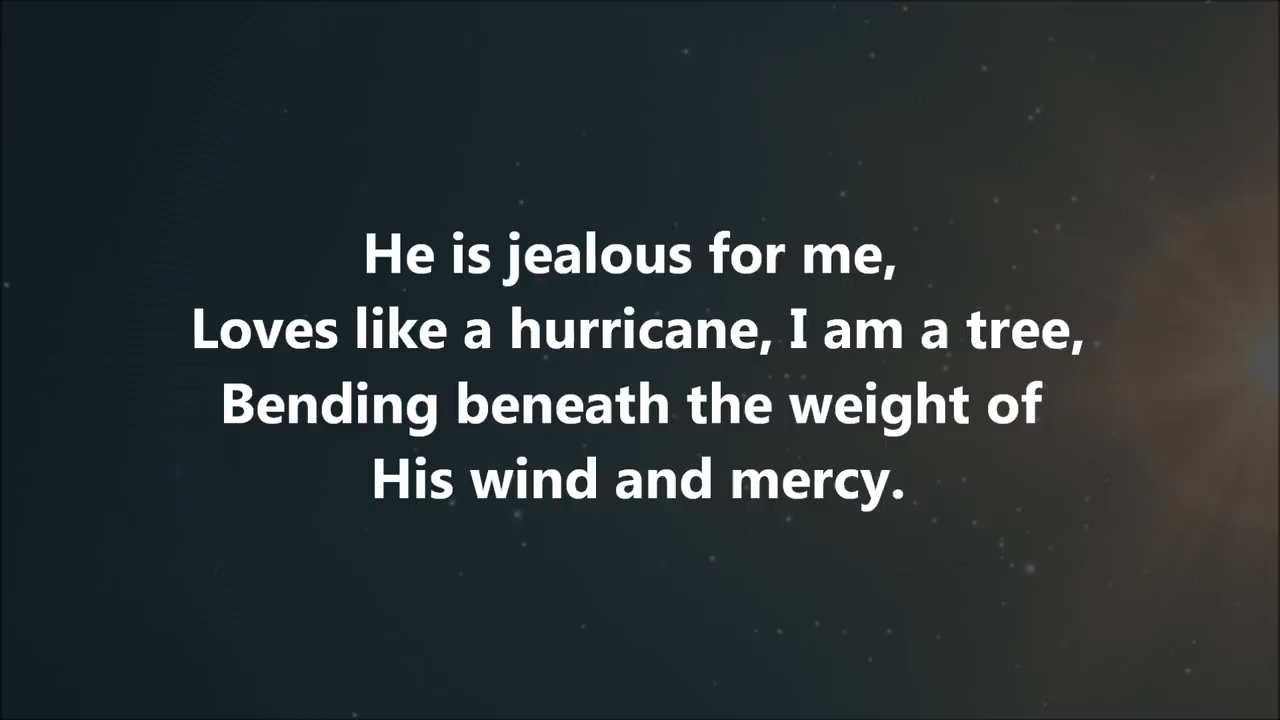 He is jealous for me,
Loves like a hurricane, I am a tree,
Bending beneath the weight of
His wind and mercy.